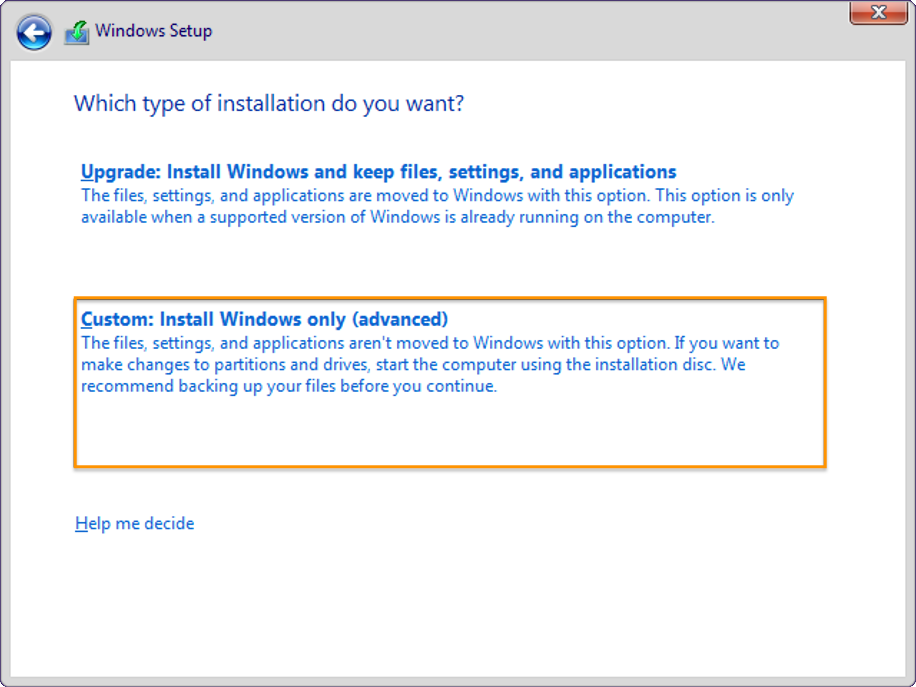 Windows Setup
Which type of installation do you want?
Upgrade: Install Windows and keep files, settings, and applications
The files, settings, and applications are moved to Windows with this option. This option is only
available when a supported version of Windows is already running on the computer.
Custom: Install Windows only (advanced)
The files, settings, and applications aren't moved to Windows with this option. If you want to
make changes to partitions and drives, start the computer using the installation disc. We
recommend backing up your files before you continue.
Help me decide